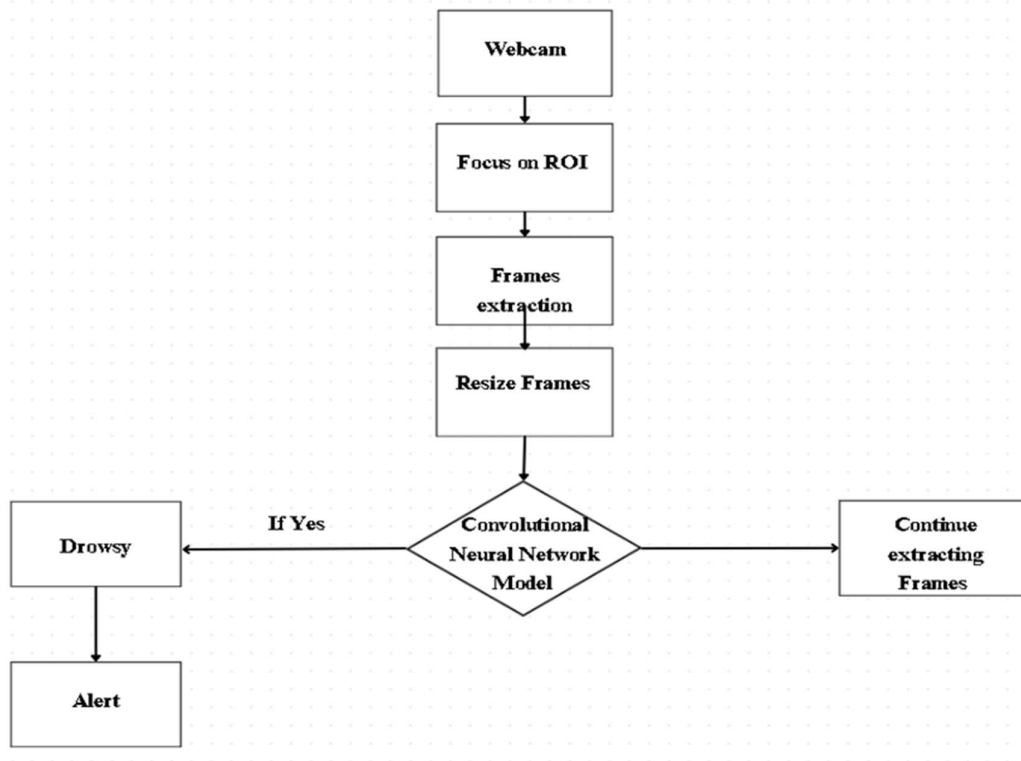 Webcam
Focus on ROI
Frames
extraction
Resize Frames
If Yes
Drowsy
Convolutional
Neural Network
Model
Continue
extracting
Frames
Alert